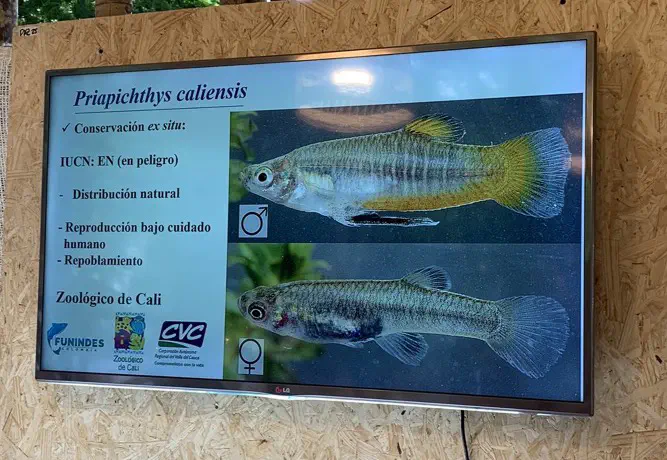 Priapichthys caliensis
✓ Conservación ex situ:
IUCN: EN (en peligro)
- Distribución natural
- Reproducción bajo cuidado
humano
- Repoblamiento
Zoológico de Cali
♂
♀
FUNINDES
COLOMBIA
Zoológico
de Cali
CVC
Corporación Autónoma
Regional del Valle del Cauca
Comprometidos con la vida
LG